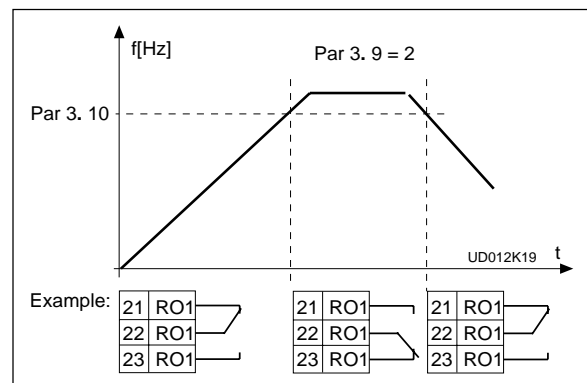 f[Hz]
Par 3. 9 = 2
Par 3. 10
UD012K19
t
Example:
21 RO1
22 RO1
23 RO1
21 RO1
22 RO1
23 RO1
21 RO1
22 RO1
23 RO1